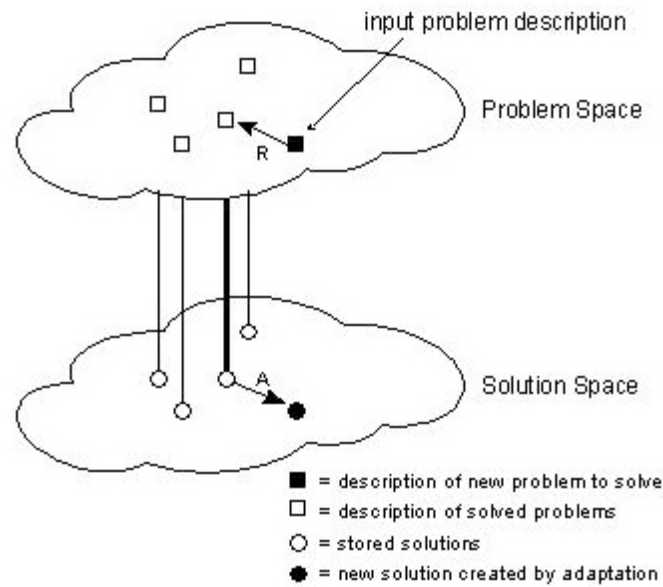 input problem description
Problem Space
R
A
Solution Space
■ = description of new problem to solve
□ = description of solved problems
○ = stored solutions
● = new solution created by adaptation